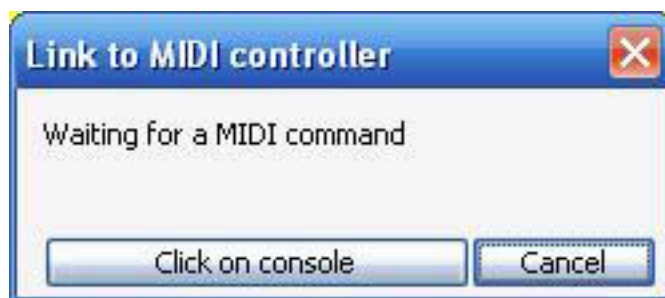 Link to MIDI controller
Waiting for a MIDI command
Click on console
Cancel